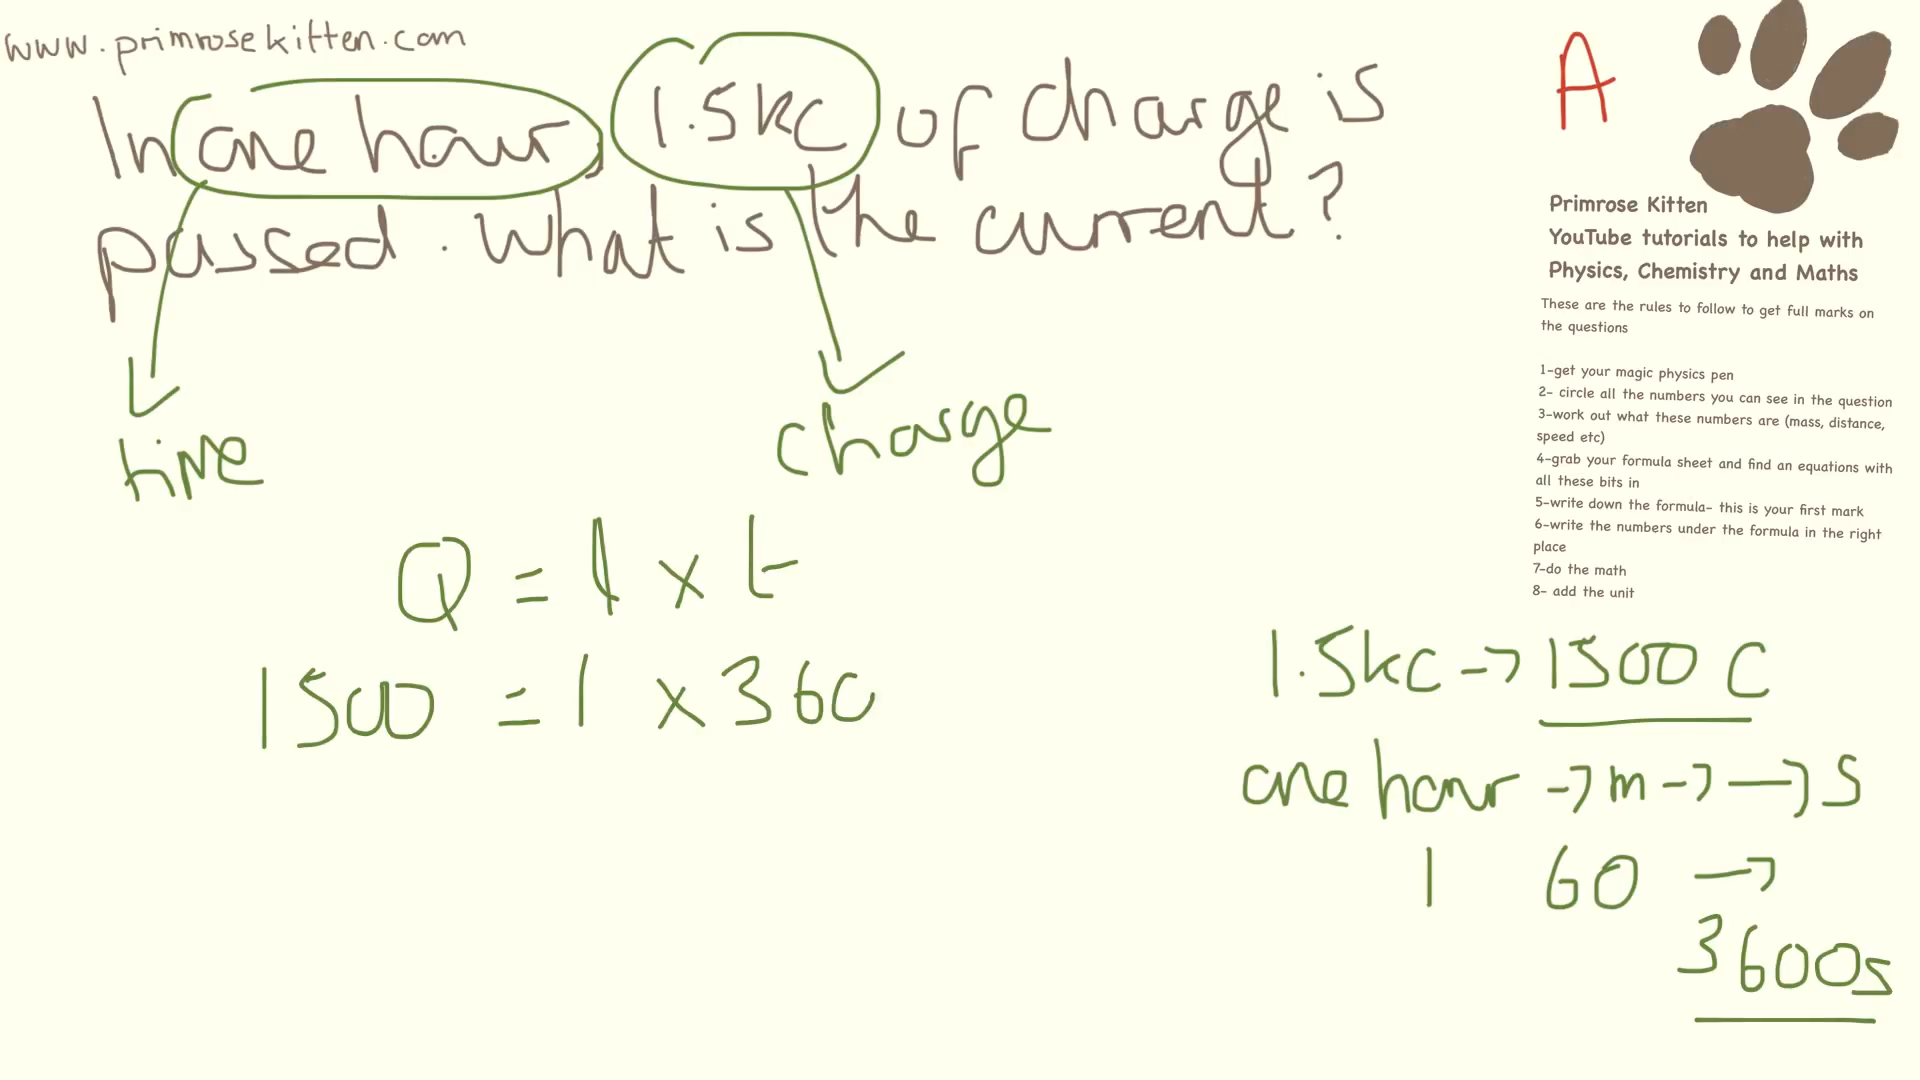 www.primrosekitten.com
In one hour, 1.5kC of charge is
passed. What is the current?
A
Primrose Kitten
YouTube tutorials to help with
Physics, Chemistry and Maths
These are the rules to follow to get full marks on
the questions
1-get your magic physics pen
2- circle all the numbers you can see in the question
3-work out what these numbers are (mass, distance,
speed etc)
4-grab your formula sheet and find an equations with
all these bits in
5-write down the formula- this is your first mark
6-write the numbers under the formula in the right
place
7-do the math
8- add the unit
time
charge
Q = I x t
1500 = I x 360
1.5kC → 1500 C
one hour → m → → s
1 60 →
3600s